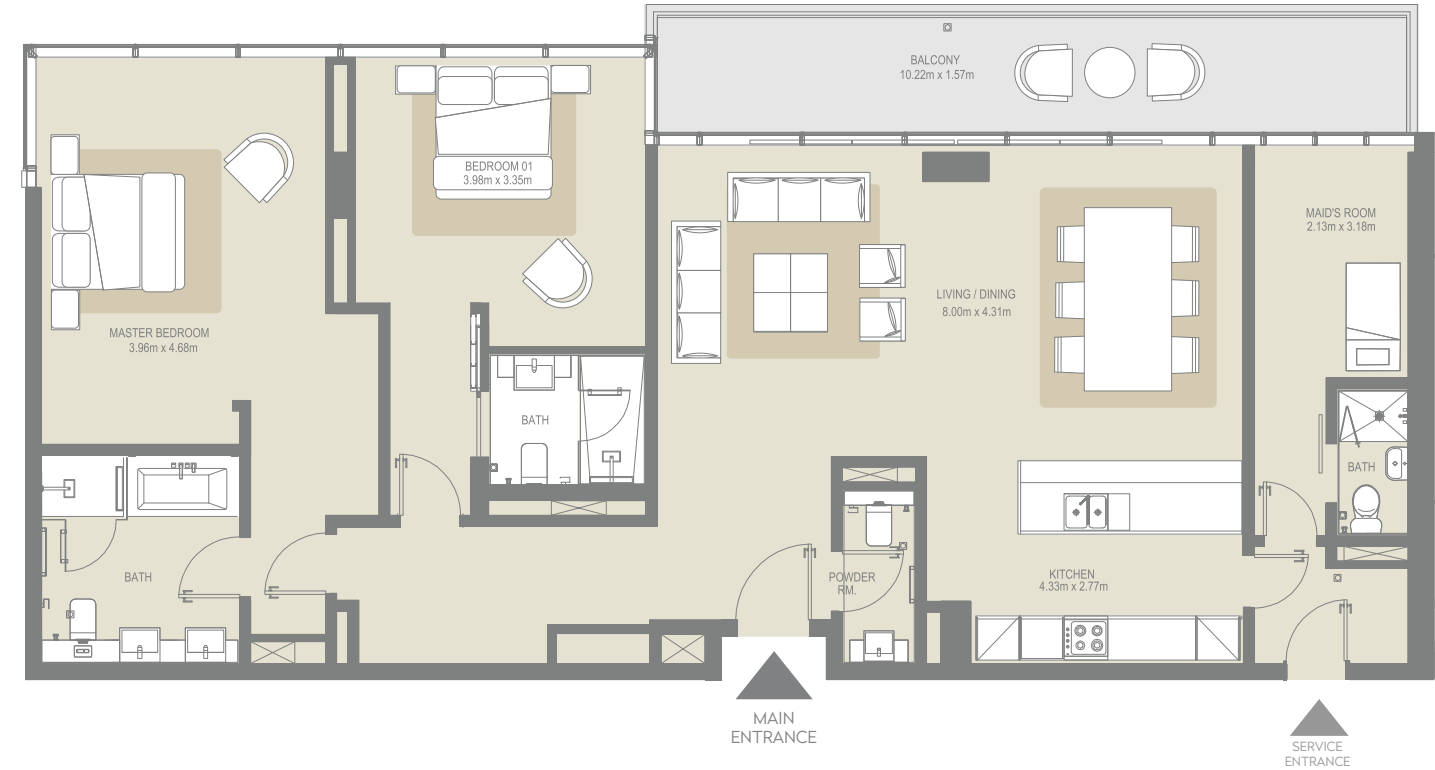 BALCONY
10.22m x 1.57m
BEDROOM 01
3.98m x 3.35m
MAID'S ROOM
2.13m x 3.18m
LIVING / DINING
8.00m x 4.31m
MASTER BEDROOM
3.96m x 4.68m
BATH
BATH
BATH
POWDER
RM.
KITCHEN
4.33m x 2.77m
MAIN
ENTRANCE
SERVICE
ENTRANCE